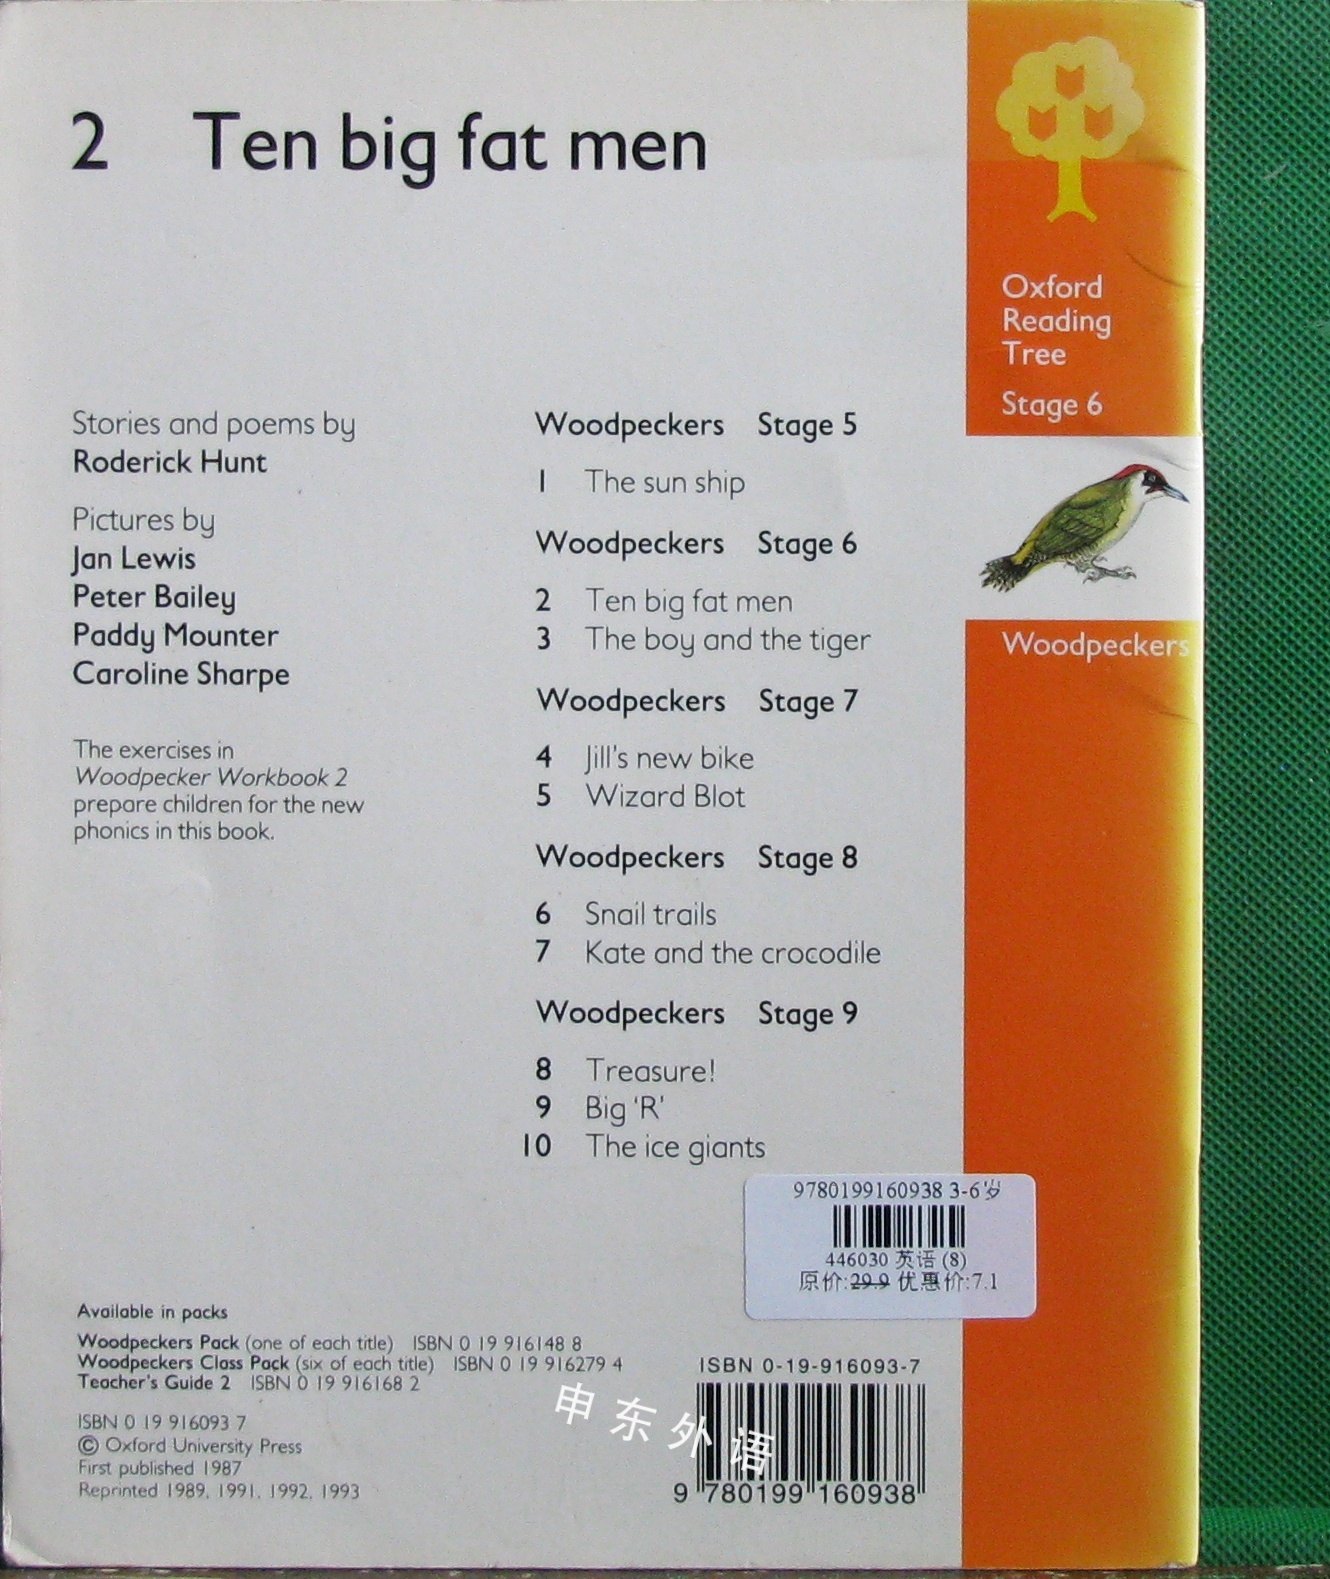 2 Ten big fat men
Oxford
Reading
Tree
Stage 6
Woodpeckers
Stories and poems by
Roderick Hunt
Pictures by
Jan Lewis
Peter Bailey
Paddy Mounter
Caroline Sharpe
The exercises in
Woodpecker Workbook 2
prepare children for the new
phonics in this book.
Woodpeckers Stage 5
1 The sun ship
Woodpeckers Stage 6
2 Ten big fat men
3 The boy and the tiger
Woodpeckers Stage 7
4 Jill's new bike
5 Wizard Blot
Woodpeckers Stage 8
6 Snail trails
7 Kate and the crocodile
Woodpeckers Stage 9
8 Treasure!
9 Big 'R'
10 The ice giants
9780199160938 3-6岁
446030 英语 (8)
原价:29.9 优惠价:7.1
Available in packs
Woodpeckers Pack (one of each title) ISBN 0 19 916148 8
Woodpeckers Class Pack (six of each title) ISBN 0 19 916279 4
Teacher's Guide 2 ISBN 0 19 916168 2
ISBN 0 19 916093 7
© Oxford University Press
First published 1987
Reprinted 1989, 1991, 1992, 1993
ISBN 0-19-916093-7
9 780199 160938
申东外语